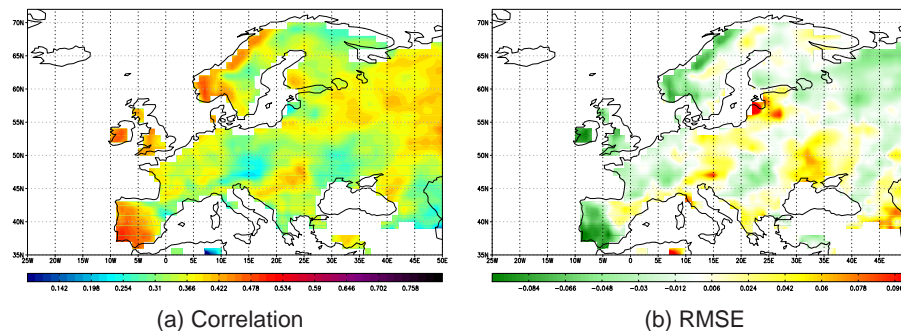 70N
65N
60N
55N
50N
45N
40N
35N
25W 20W 15W 10W 5W 0 5E 10E 15E 20E 25E 30E 35E 40E 45E 50E
0.142 0.198 0.254 0.31 0.366 0.422 0.478 0.534 0.59 0.646 0.702 0.758
(a) Correlation
70N
65N
60N
55N
50N
45N
40N
35N
25W 20W 15W 10W 5W 0 5E 10E 15E 20E 25E 30E 35E 40E 45E
−0.084 −0.066 −0.048 −0.03 −0.012 0.006 0.024 0.042 0.06 0.078
(b) RMSE